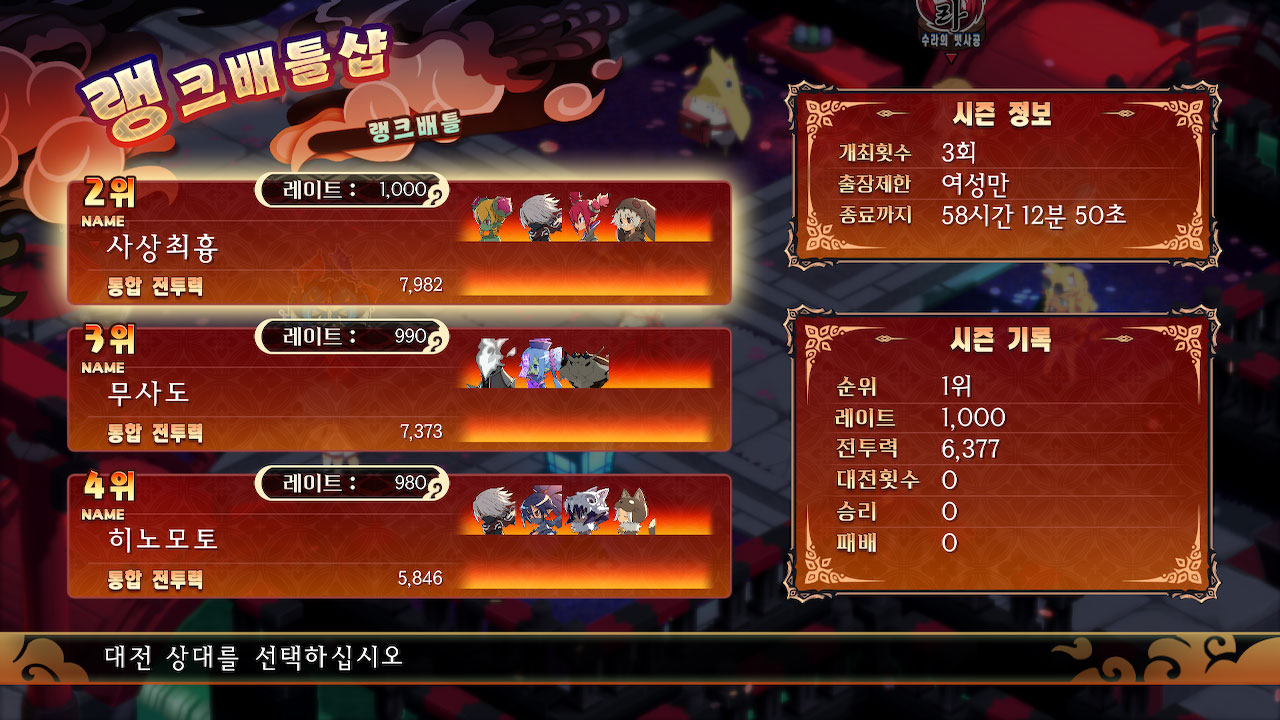 랭크배틀샵
랭크배틀
라
수라의 뱃사공
2위
레이트 : 1,000
NAME
사상최흉
통합 전투력 7,982
3위
레이트 : 990
NAME
무사도
통합 전투력 7,373
4위
레이트 : 980
NAME
히노모토
통합 전투력 5,846
시즌 정보
개최횟수 3회
출장제한 여성만
종료까지 58시간 12분 50초
시즌 기록
순위 1위
레이트 1,000
전투력 6,377
대전횟수 0
승리 0
패배 0
대전 상대를 선택하십시오